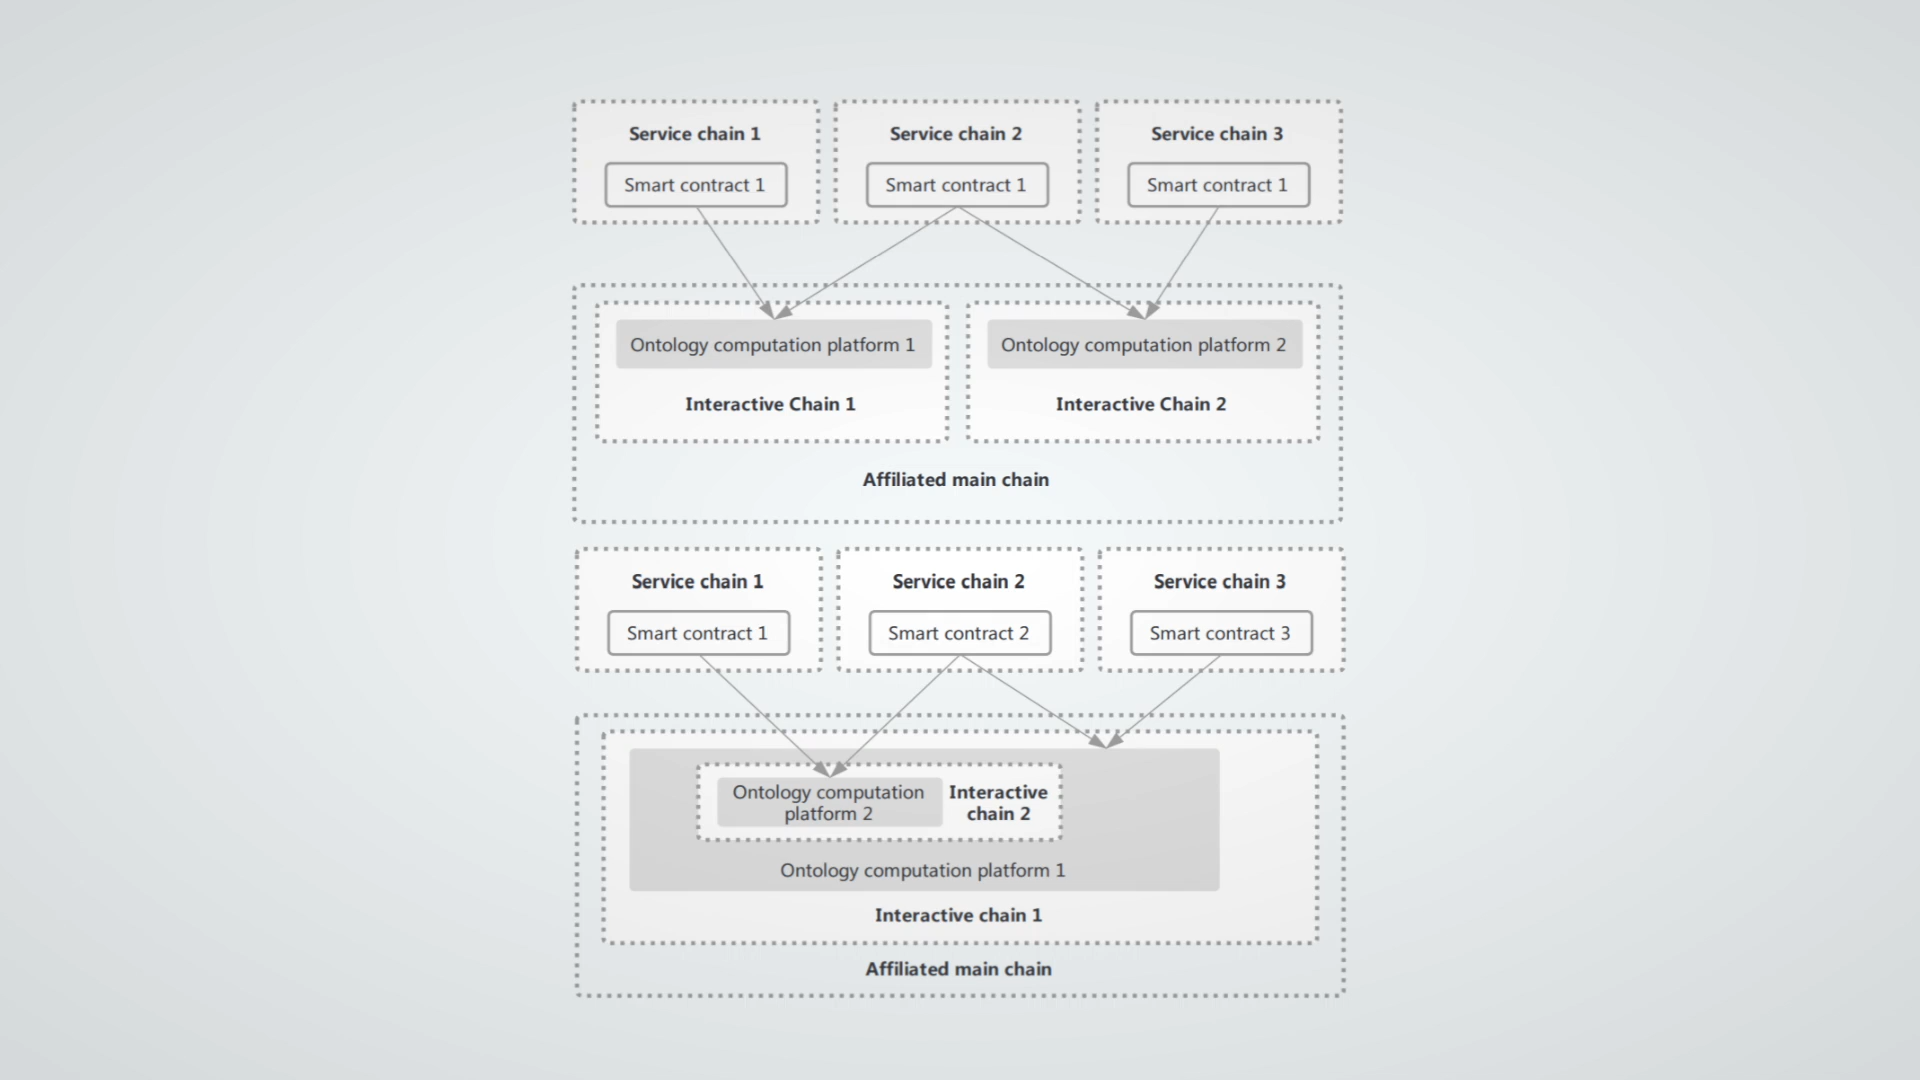 Service chain 1
Service chain 2
Service chain 3
Smart contract 1
Smart contract 1
Smart contract 1
Ontology computation platform 1
Ontology computation platform 2
Interactive Chain 1
Interactive Chain 2
Affiliated main chain
Service chain 1
Service chain 2
Service chain 3
Smart contract 1
Smart contract 2
Smart contract 3
Ontology computation
platform 2
Interactive
chain 2
Ontology computation platform 1
Interactive chain 1
Affiliated main chain